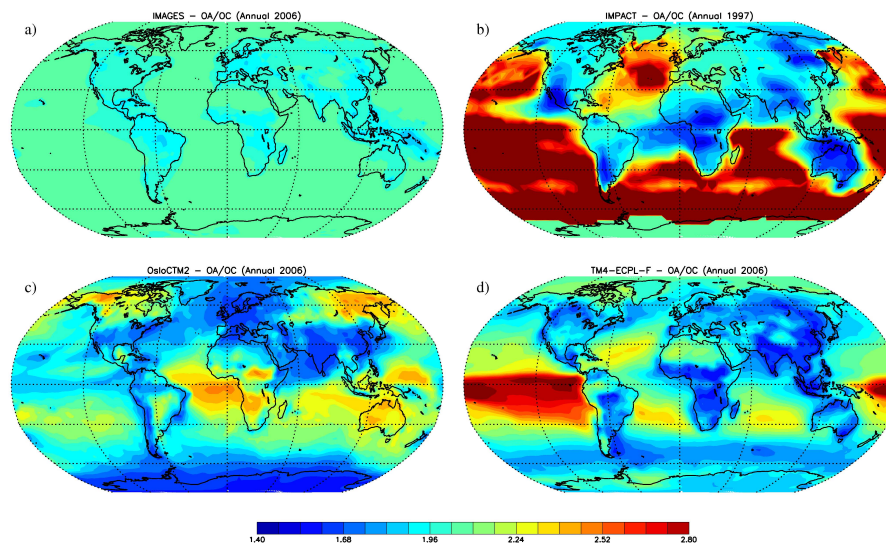 a)
IMAGES - OA/OC (Annual 2006)
b)
IMPACT - OA/OC (Annual 1997)
c)
OsloCTM2 - OA/OC (Annual 2006)
d)
TM4-ECPL-F - OA/OC (Annual 2006)
1.40 1.68 1.96 2.24 2.52 2.80